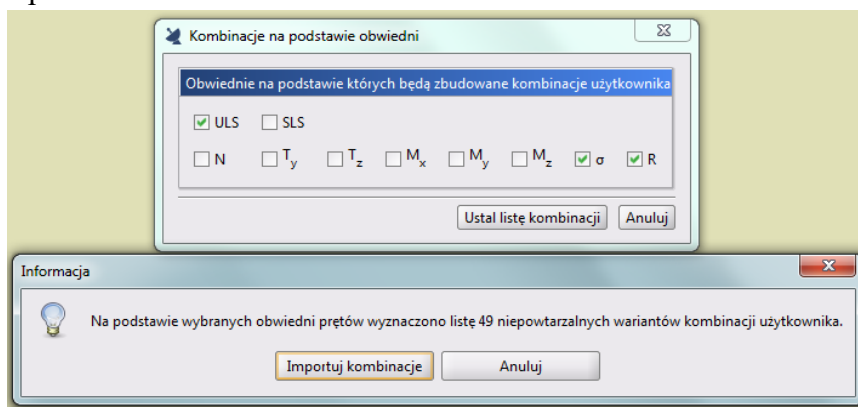 Kombinacje na podstawie obwiedni
Obwiednie na podstawie których będą zbudowane kombinacje użytkownika
ULS SLS
N Ty Tz Mx My Mz σ R
Ustal listę kombinacji Anuluj
Informacja
Na podstawie wybranych obwiedni prętów wyznaczono listę 49 niepowtarzalnych wariantów kombinacji użytkownika.
Importuj kombinacje Anuluj